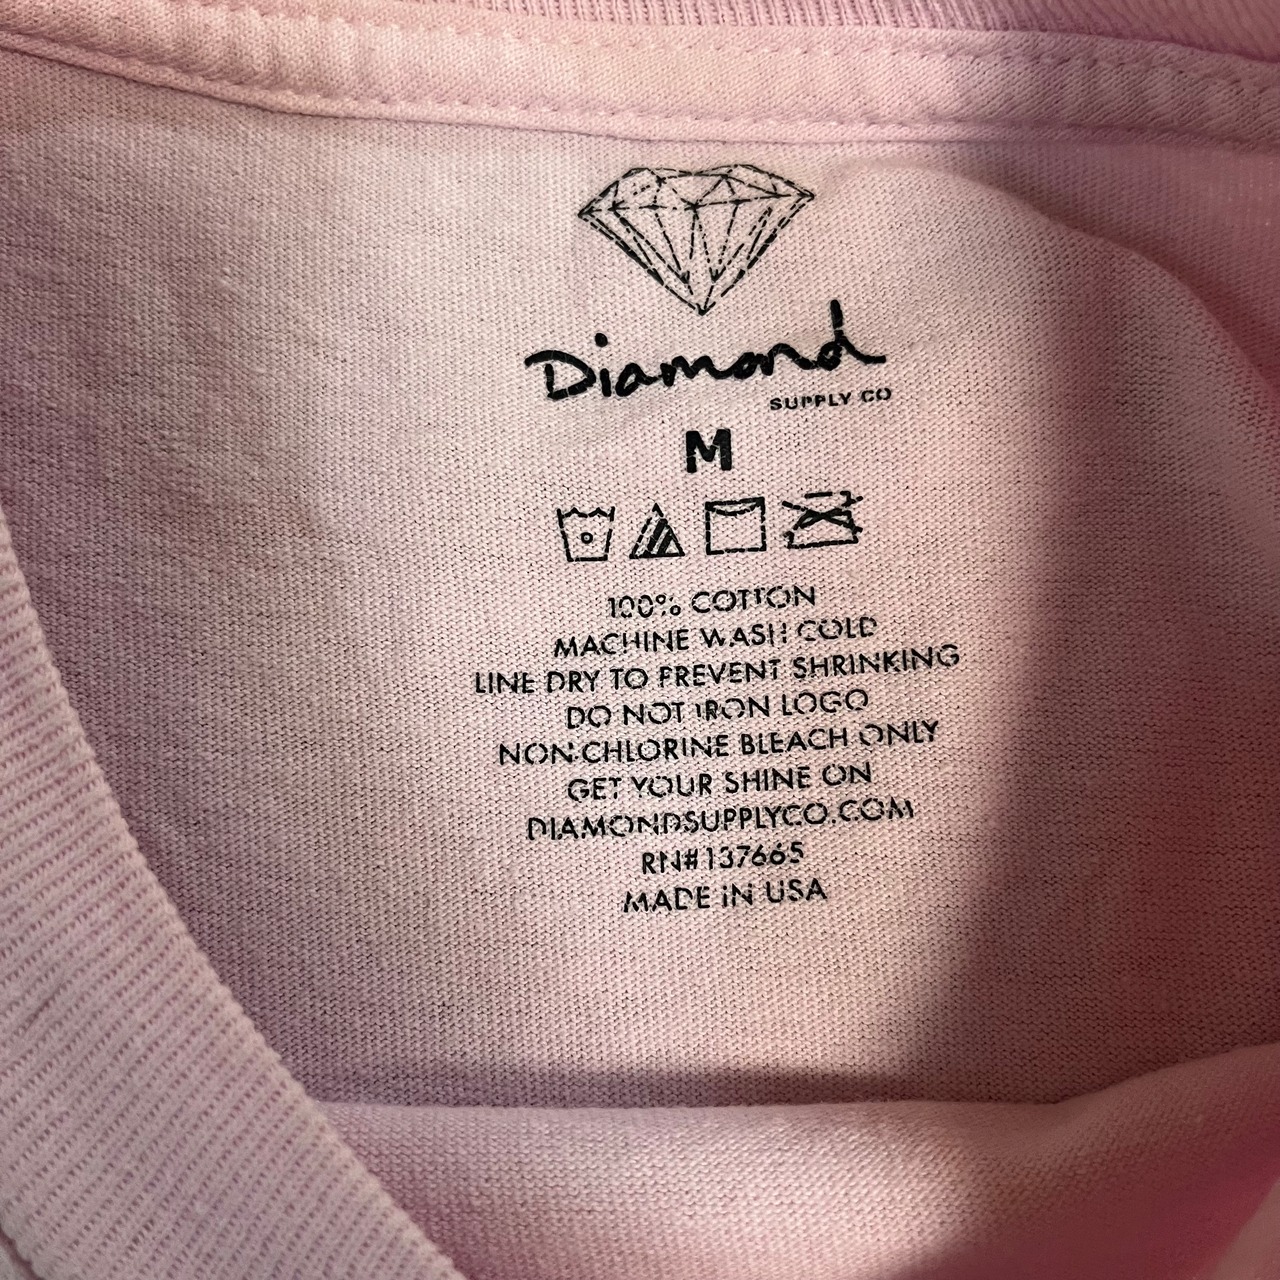 Diamond
SUPPLY CO
M
100% COTTON
MACHINE WASH COLD
LINE DRY TO PREVENT SHRINKING
DO NOT IRON LOGO
NON-CHLORINE BLEACH ONLY
GET YOUR SHINE ON
DIAMONDSUPPLYCO.COM
RN#137665
MADE IN USA